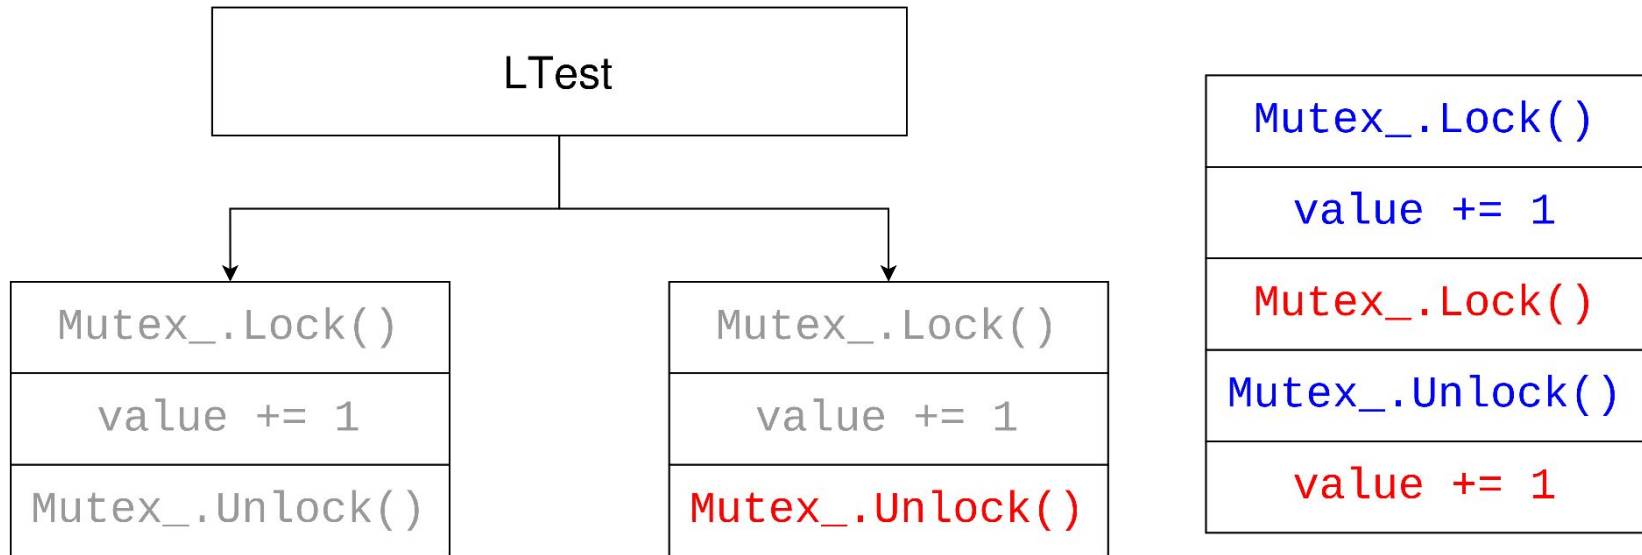 LTest
Mutex_.Lock()
value += 1
Mutex_.Unlock()
Mutex_.Lock()
value += 1
Mutex_.Unlock()
Mutex_.Lock()
value += 1
Mutex_.Lock()
Mutex_.Unlock()
value += 1